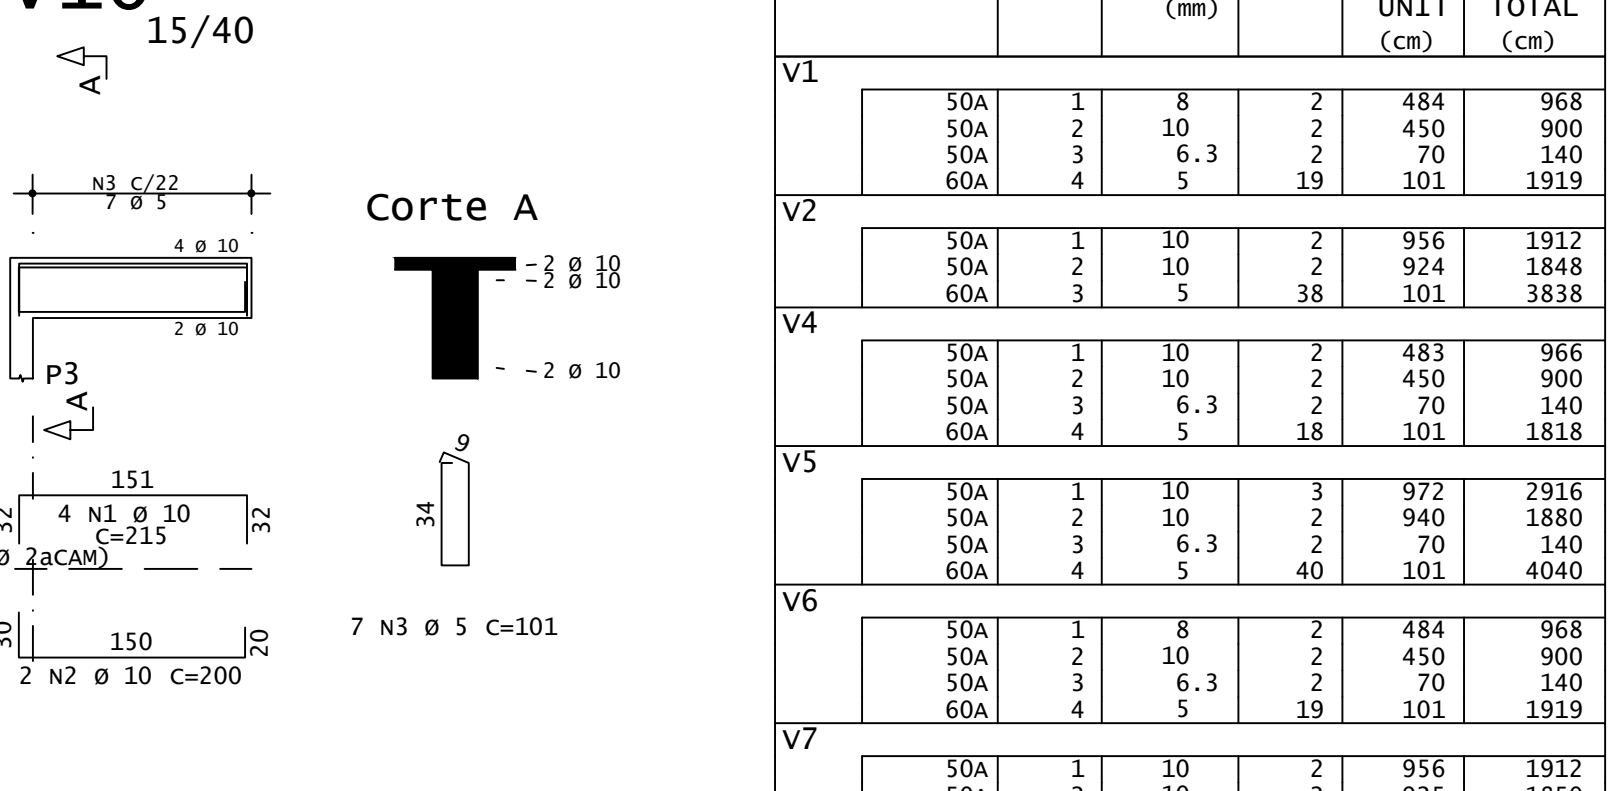 15/40
A
N3 C/22
7 Ø 5
4 Ø 10
2 Ø 10
P3
A
151
32
4 N1 Ø 10
32
C=215
Ø 2aCAM)
30
150
20
2 N2 Ø 10 C=200
Corte A
2 Ø 10
2 Ø 10
2 Ø 10
9
34
7 N3 Ø 5 C=101
(mm) UNIT TOTAL
(cm) (cm)
V1
50A 1 8 2 484 968
50A 2 10 2 450 900
50A 3 6.3 2 70 140
60A 4 5 19 101 1919
V2
50A 1 10 2 956 1912
50A 2 10 2 924 1848
60A 3 5 38 101 3838
V4
50A 1 10 2 483 966
50A 2 10 2 450 900
50A 3 6.3 2 70 140
60A 4 5 18 101 1818
V5
50A 1 10 3 972 2916
50A 2 10 2 940 1880
50A 3 6.3 2 70 140
60A 4 5 40 101 4040
V6
50A 1 8 2 484 968
50A 2 10 2 450 900
50A 3 6.3 2 70 140
60A 4 5 19 101 1919
V7
50A 1 10 2 956 1912